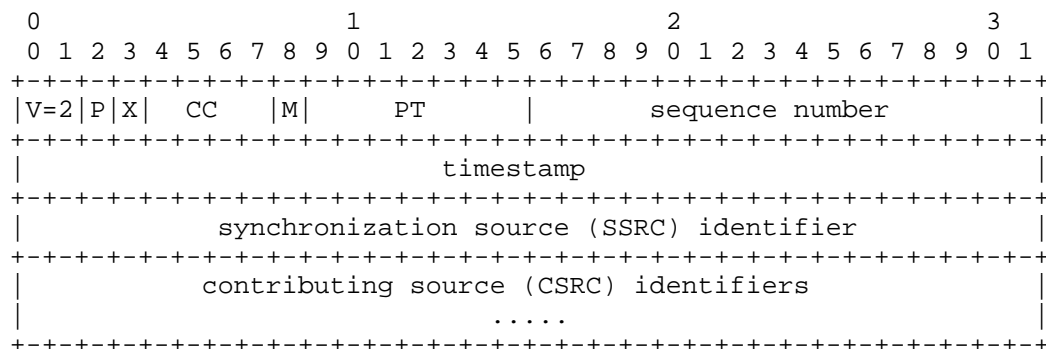 0                   1                   2                   3
 0 1 2 3 4 5 6 7 8 9 0 1 2 3 4 5 6 7 8 9 0 1 2 3 4 5 6 7 8 9 0 1
+-+-+-+-+-+-+-+-+-+-+-+-+-+-+-+-+-+-+-+-+-+-+-+-+-+-+-+-+-+-+-+-+
|V=2|P|X|  CC   |M|     PT      |       sequence number         |
+-+-+-+-+-+-+-+-+-+-+-+-+-+-+-+-+-+-+-+-+-+-+-+-+-+-+-+-+-+-+-+-+
|                           timestamp                           |
+-+-+-+-+-+-+-+-+-+-+-+-+-+-+-+-+-+-+-+-+-+-+-+-+-+-+-+-+-+-+-+-+
|             synchronization source (SSRC) identifier           |
+-+-+-+-+-+-+-+-+-+-+-+-+-+-+-+-+-+-+-+-+-+-+-+-+-+-+-+-+-+-+-+-+
|            contributing source (CSRC) identifiers              |
|                              .....                            |
+-+-+-+-+-+-+-+-+-+-+-+-+-+-+-+-+-+-+-+-+-+-+-+-+-+-+-+-+-+-+-+-+